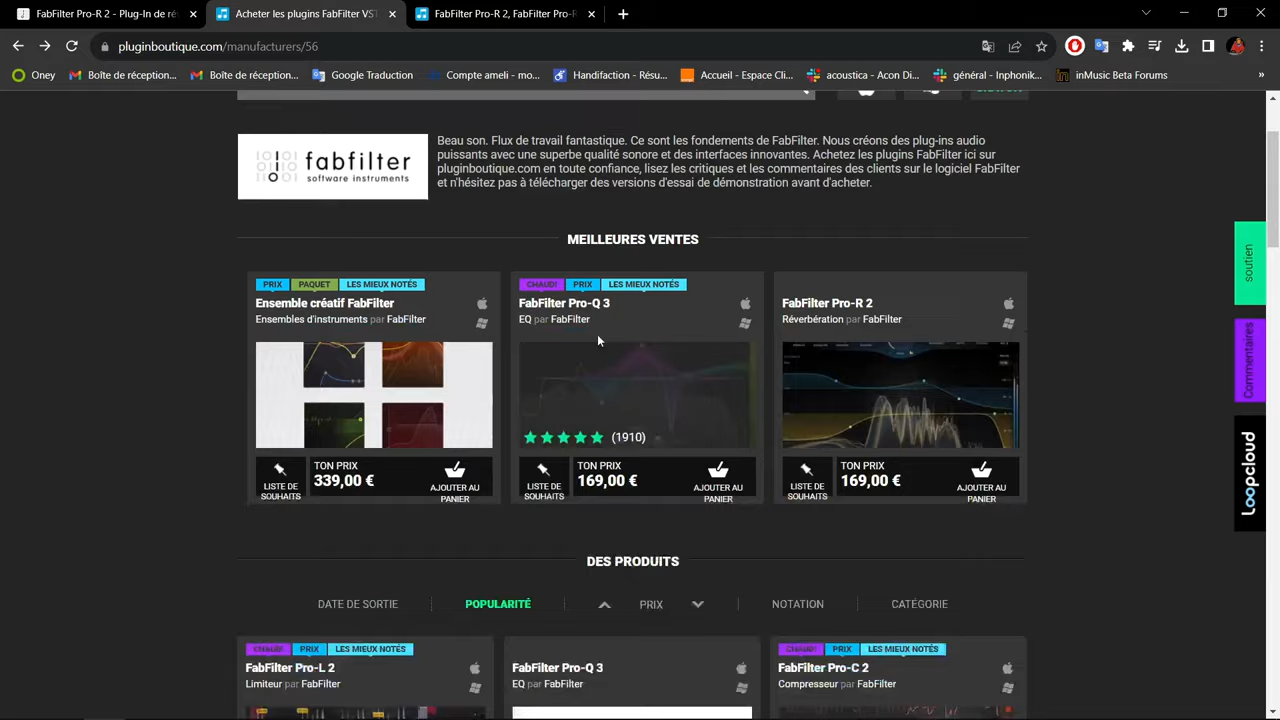 FabFilter Pro-R 2 - Plug-In de ré
Acheter les plugins FabFilter VST
FabFilter Pro-R 2, FabFilter Pro-R
pluginboutique.com/manufacturers/56
Oney
Boîte de réception...
Boîte de réception...
Google Traduction
Compte ameli - mo...
Handifaction - Résu...
Accueil - Espace Cli...
acoustica - Acon Di...
général - Inphonik...
inMusic Beta Forums
»
fabfilter
software instruments
Beau son. Flux de travail fantastique. Ce sont les fondements de FabFilter. Nous créons des plug-ins audio
puissants avec une superbe qualité sonore et des interfaces innovantes. Achetez les plugins FabFilter ici sur
pluginboutique.com en toute confiance, lisez les critiques et les commentaires des clients sur le logiciel FabFilter
et n'hésitez pas à télécharger des versions d'essai de démonstration avant d'acheter.
soutien
Commentaires
Loopcloud
MEILLEURES VENTES
PRIX PAQUET LES MIEUX NOTÉS
Ensemble créatif FabFilter
Ensembles d'instruments par FabFilter
LISTE DE
SOUHAITS
TON PRIX
339,00 €
AJOUTER AU
PANIER
CHAUD! PRIX LES MIEUX NOTÉS
FabFilter Pro-Q 3
EQ par FabFilter
(1910)
LISTE DE
SOUHAITS
TON PRIX
169,00 €
AJOUTER AU
PANIER
FabFilter Pro-R 2
Réverbération par FabFilter
LISTE DE
SOUHAITS
TON PRIX
169,00 €
AJOUTER AU
PANIER
DES PRODUITS
DATE DE SORTIE POPULARITÉ PRIX NOTATION CATÉGORIE
CHAUD! PRIX LES MIEUX NOTÉS
FabFilter Pro-L 2
Limiteur par FabFilter
FabFilter Pro-Q 3
EQ par FabFilter
CHAUD! PRIX LES MIEUX NOTÉS
FabFilter Pro-C 2
Compresseur par FabFilter